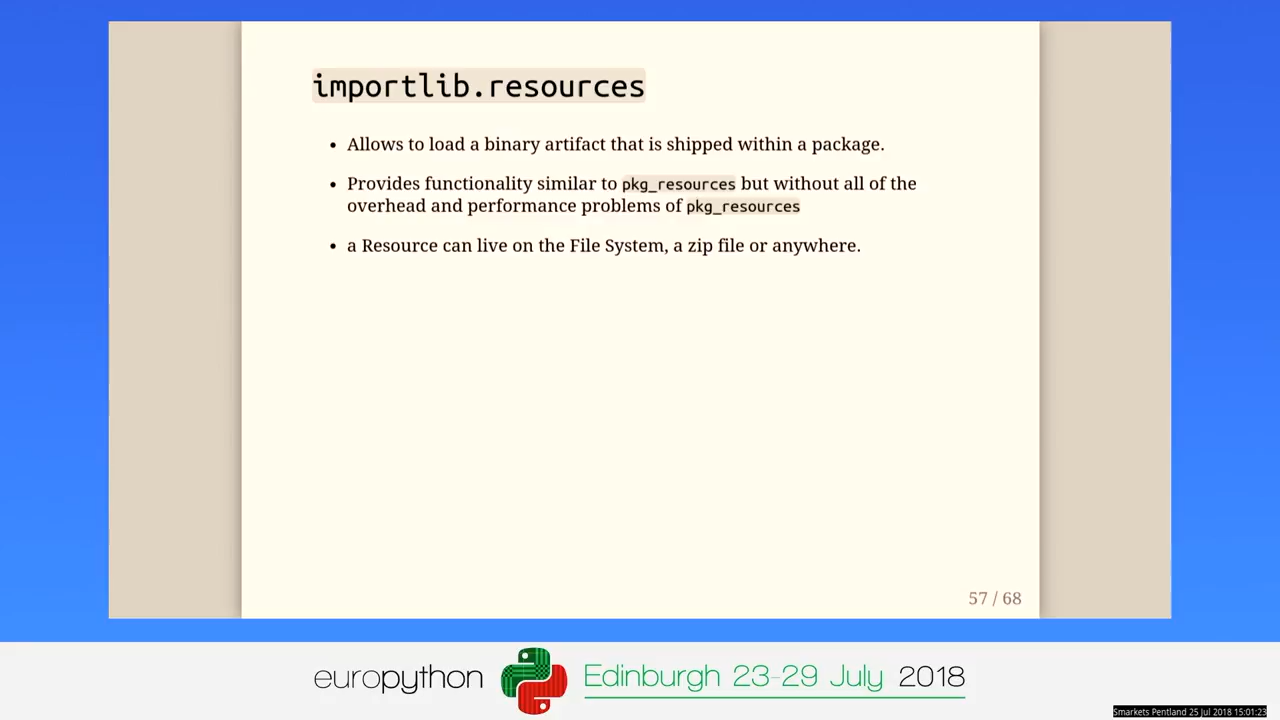 importlib.resources
• Allows to load a binary artifact that is shipped within a package.
• Provides functionality similar to pkg_resources but without all of the
overhead and performance problems of pkg_resources
• a Resource can live on the File System, a zip file or anywhere.
57 / 68
europython Edinburgh 23-29 July 2018
Smarkets Pentland 25 Jul 2018 15:01:23